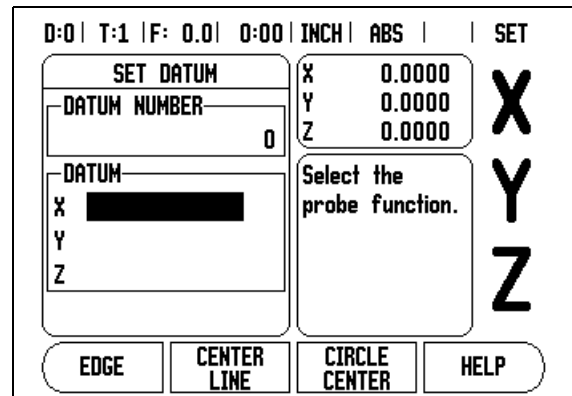 D:0 | T:1 | F: 0.0 | 0:00 | INCH | ABS | | SET
SET DATUM
DATUM NUMBER
0
DATUM
X
Y
Z
X 0.0000
Y 0.0000
Z 0.0000
Select the
probe function.
X
Y
Z
EDGE
CENTER
LINE
CIRCLE
CENTER
HELP